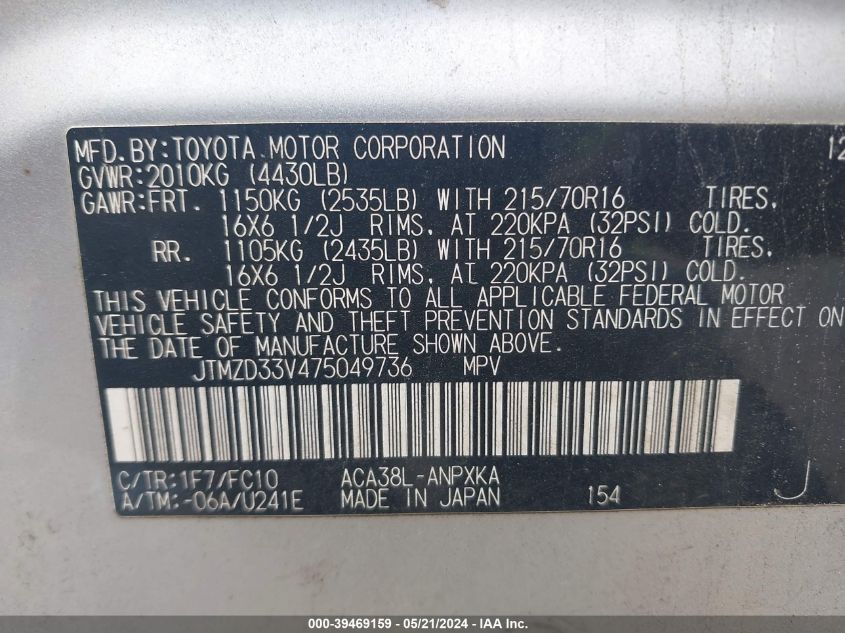 MFD.BY:TOYOTA MOTOR CORPORATION 12
GVWR:2010KG (4430LB)
GAWR:FRT. 1150KG (2535LB) WITH 215/70R16 TIRES,
16X6 1/2J RIMS, AT 220KPA (32PSI) COLD.
RR. 1105KG (2435LB) WITH 215/70R16 TIRES,
16X6 1/2J RIMS, AT 220KPA (32PSI) COLD.
THIS VEHICLE CONFORMS TO ALL APPLICABLE FEDERAL MOTOR
VEHICLE SAFETY AND THEFT PREVENTION STANDARDS IN EFFECT ON
THE DATE OF MANUFACTURE SHOWN ABOVE.
JTMZD33V475049736 MPV
C/TR:1F7/FC10 ACA38L-ANPXKA
A/TM:-06A/U241E MADE IN JAPAN 154 J
000-39469159 — 05/21/2024 — IAA Inc.